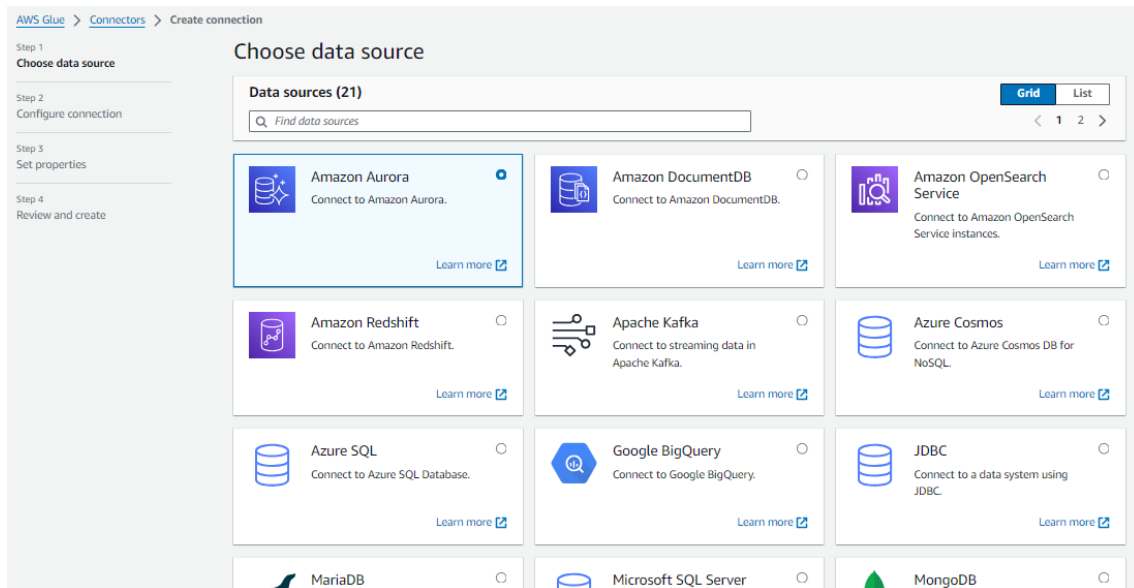 AWS Glue > Connectors > Create connection
Step 1
Choose data source
Step 2
Configure connection
Step 3
Set properties
Step 4
Review and create
Choose data source
Data sources (21)
Grid
List
Find data sources
< 1 2 >
Amazon Aurora
Connect to Amazon Aurora.
Learn more
Amazon DocumentDB
Connect to Amazon DocumentDB.
Learn more
Amazon OpenSearch
Service
Connect to Amazon OpenSearch
Service instances.
Learn more
Amazon Redshift
Connect to Amazon Redshift.
Learn more
Apache Kafka
Connect to streaming data in
Apache Kafka.
Learn more
Azure Cosmos
Connect to Azure Cosmos DB for
NoSQL.
Learn more
Azure SQL
Connect to Azure SQL Database.
Learn more
Google BigQuery
Connect to Google BigQuery.
Learn more
JDBC
Connect to a data system using
JDBC.
Learn more
MariaDB
Microsoft SQL Server
MongoDB